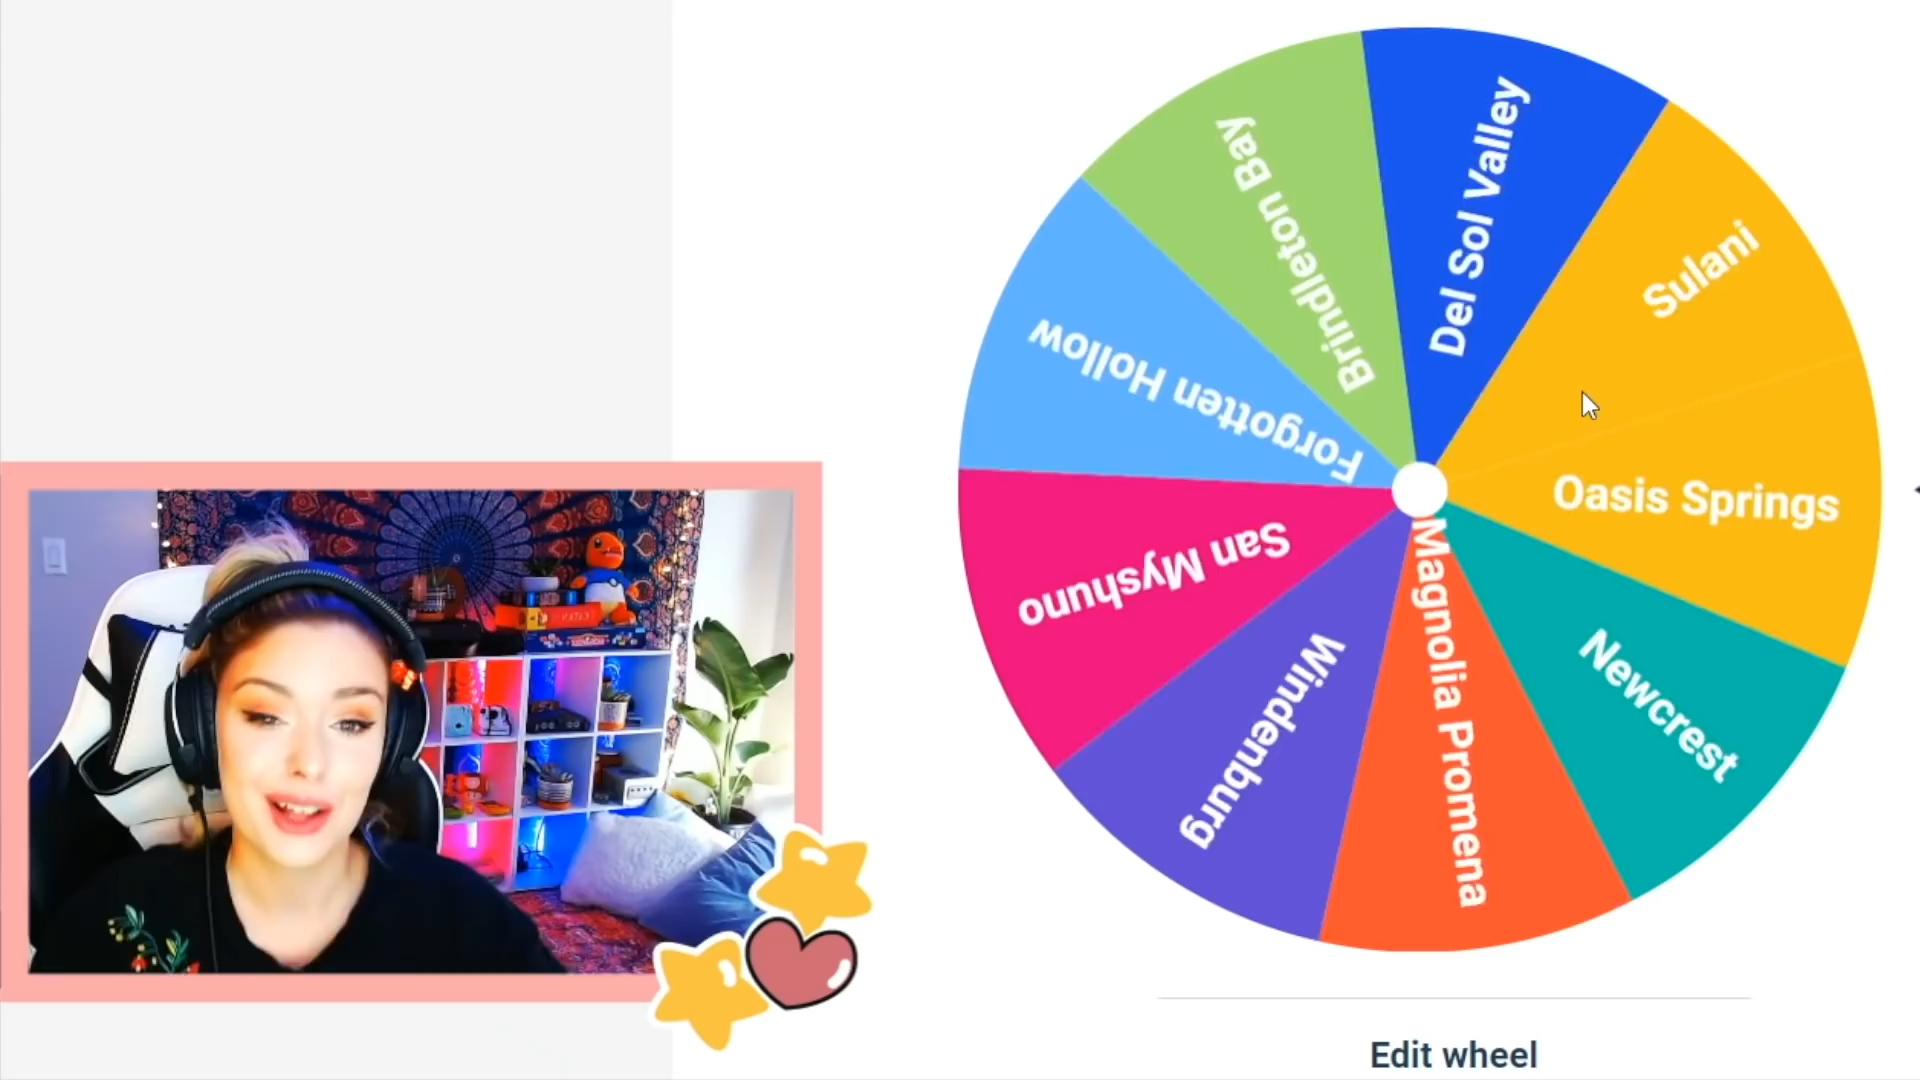 Del Sol Valley
Sulani
Oasis Springs
Newcrest
Magnolia Promena
Windenburg
San Myshuno
Forgotten Hollow
Brindleton Bay
Edit wheel